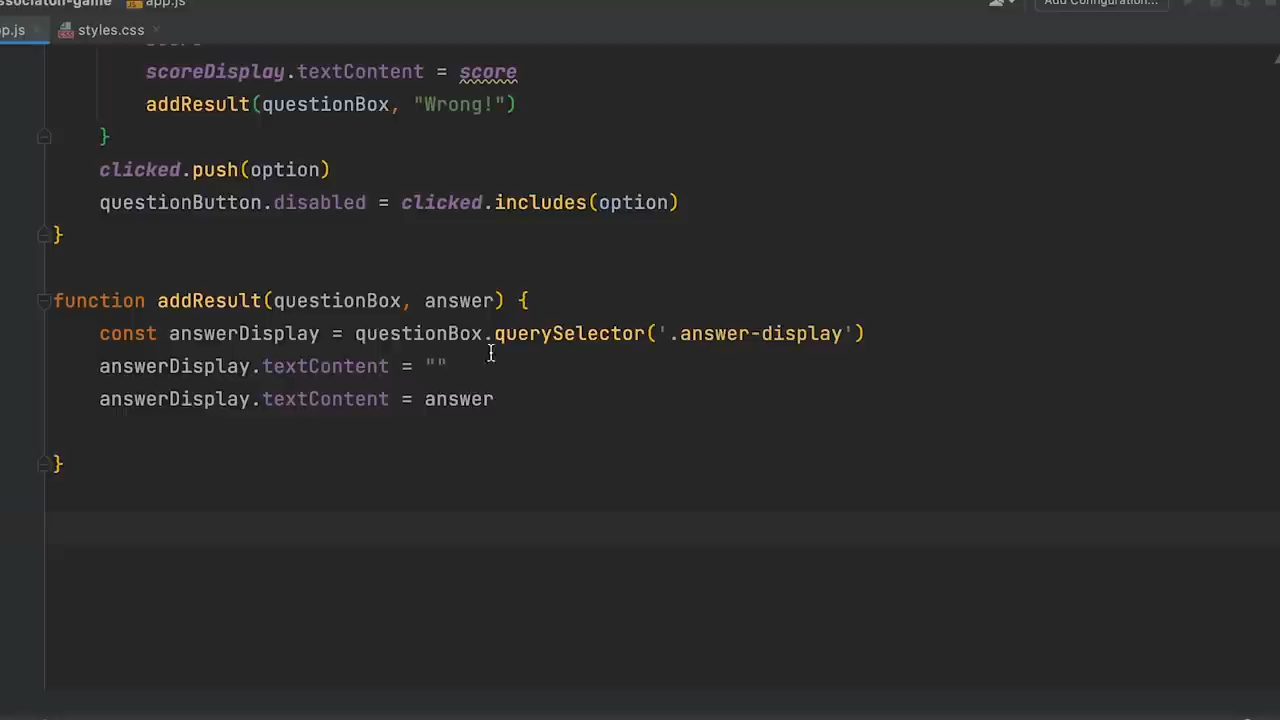 app.js
Add Configuration...
styles.css
scoreDisplay.textContent = score
addResult(questionBox, "Wrong!")
}
clicked.push(option)
questionButton.disabled = clicked.includes(option)
}
function addResult(questionBox, answer) {
const answerDisplay = questionBox.querySelector('.answer-display')
answerDisplay.textContent = ""
answerDisplay.textContent = answer
}